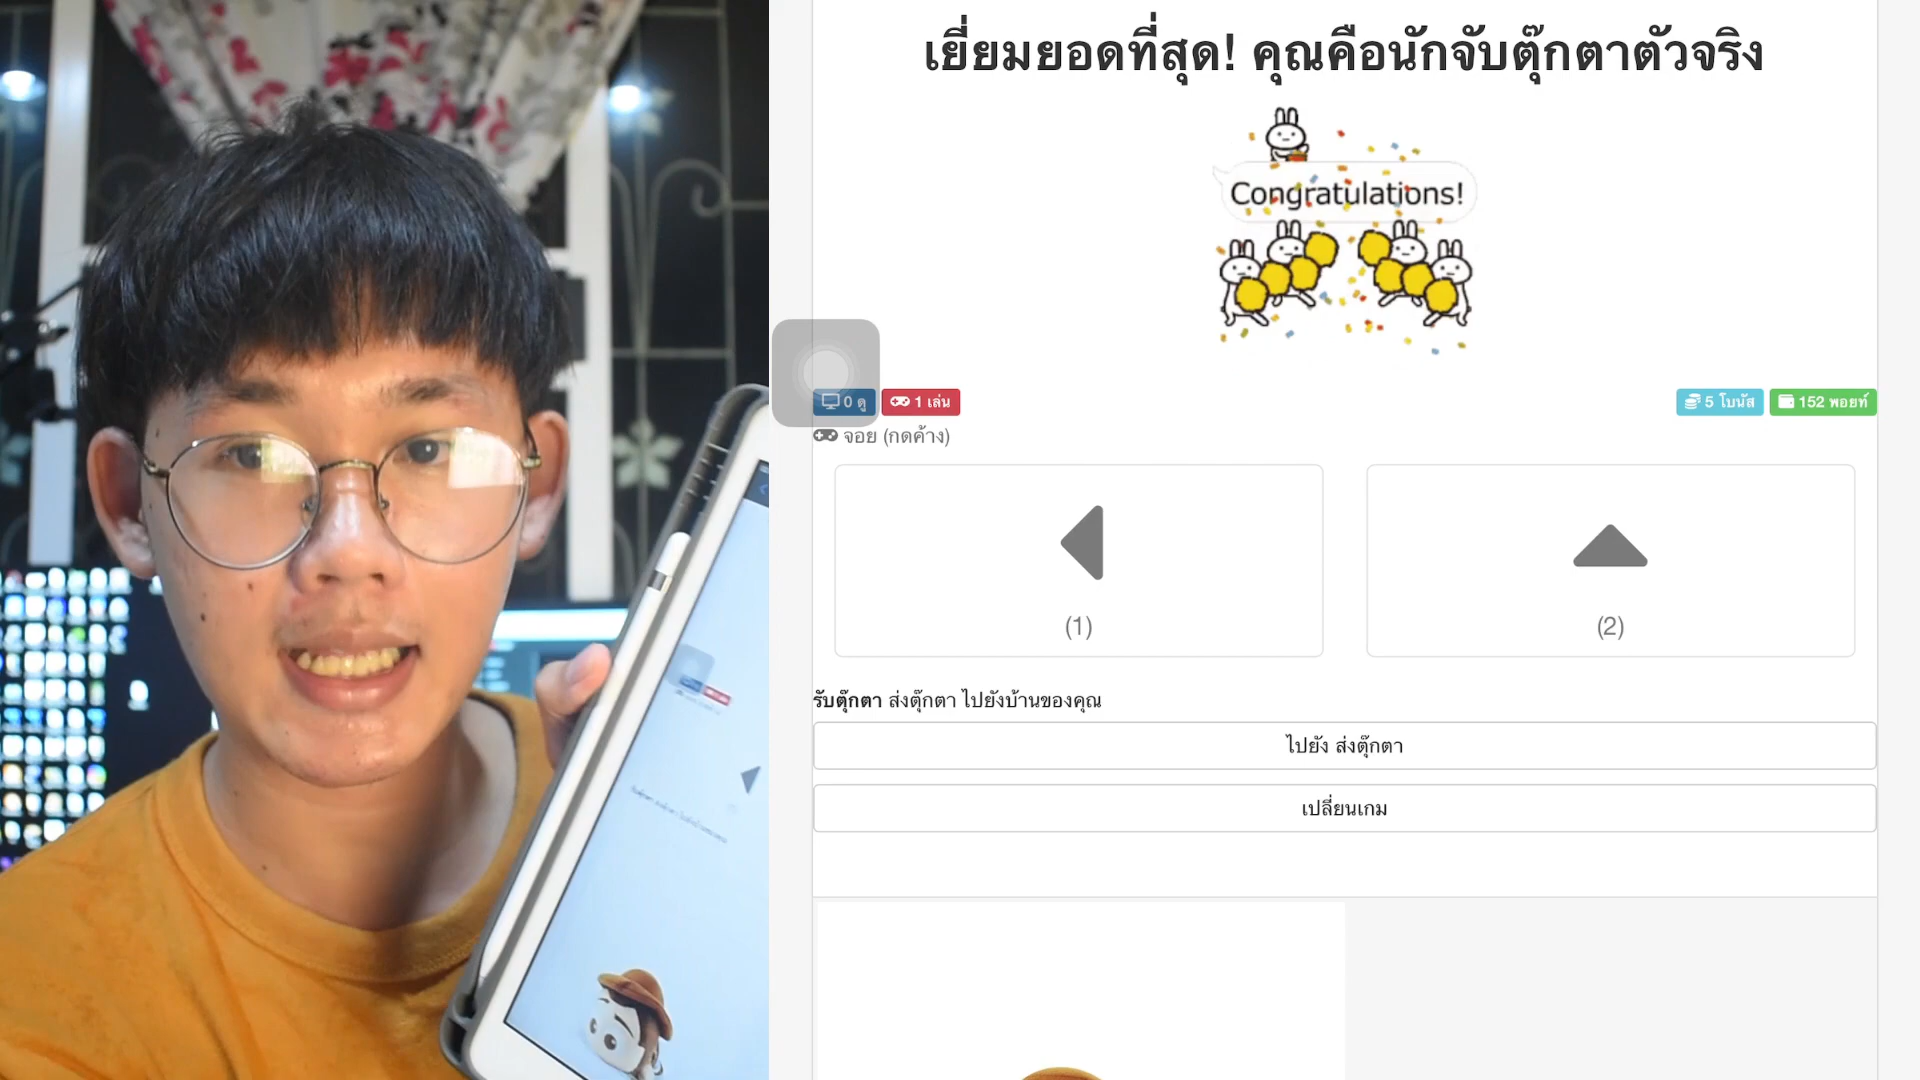 เยี่ยมยอดที่สุด! คุณคือนักจับตุ๊กตาตัวจริง
Congratulations!
0 ดู
1 เล่น
5 โบนัส
152 พอยท์
จอย (กดค้าง)
(1)
(2)
รับตุ๊กตา ส่งตุ๊กตา ไปยังบ้านของคุณ
ไปยัง ส่งตุ๊กตา
เปลี่ยนเกม